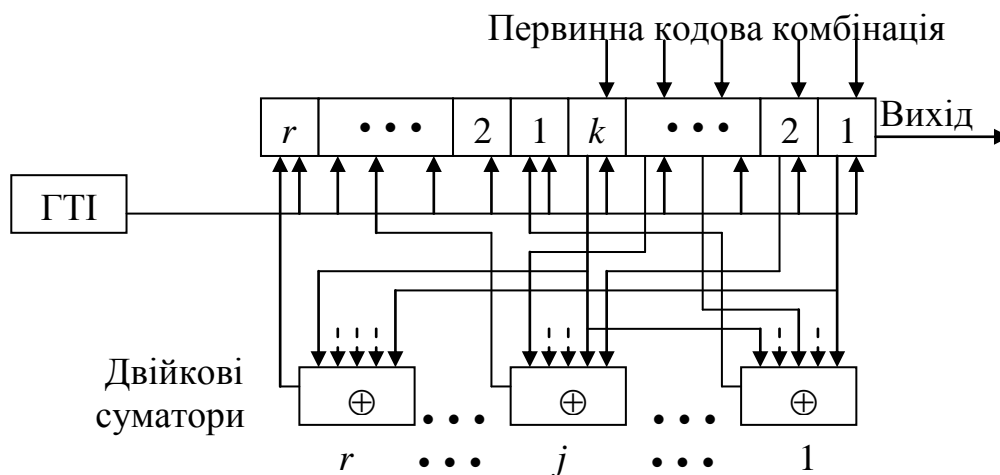 Первинна кодова комбінація
r ••• 2 1 k ••• 2 1 Вихід
ГТІ
Двійкові
суматори
⊕ ••• ⊕ ••• ⊕
r ••• j ••• 1